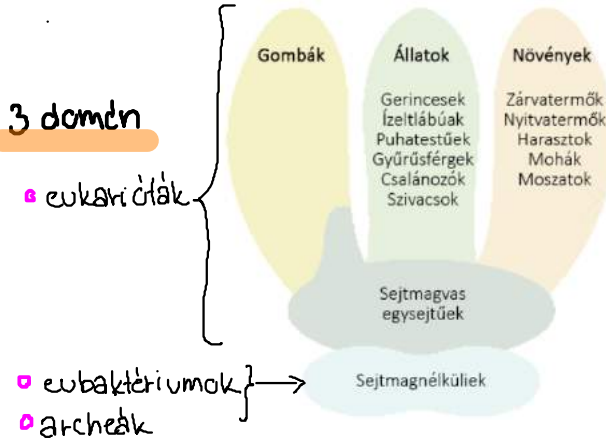 3 domén
eukarióták
eubaktériumok
archeák
Gombák
Állatok
Gerincesek
Ízeltlábúak
Puhatestűek
Gyűrűsférgek
Csalánozók
Szivacsok
Növények
Zárvatermők
Nyitvatermők
Harasztok
Mohák
Moszatok
Sejtmagvas
egysejtűek
Sejtmagnélküliek